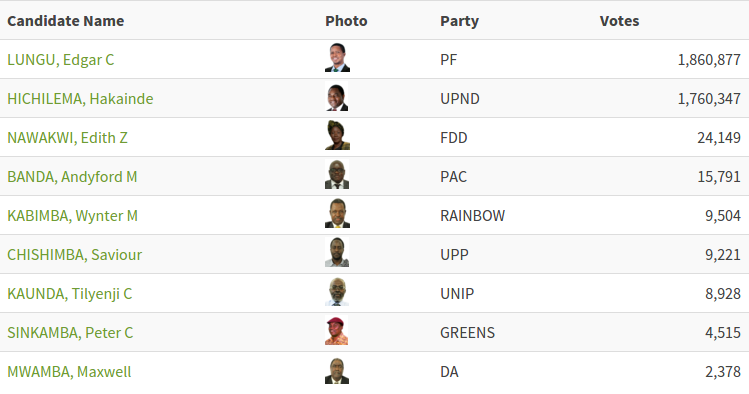 Candidate Name Photo Party Votes
LUNGU, Edgar C PF 1,860,877
HICHILEMA, Hakainde UPND 1,760,347
NAWAKWI, Edith Z FDD 24,149
BANDA, Andyford M PAC 15,791
KABIMBA, Wynter M RAINBOW 9,504
CHISHIMBA, Saviour UPP 9,221
KAUNDA, Tilyenji C UNIP 8,928
SINKAMBA, Peter C GREENS 4,515
MWAMBA, Maxwell DA 2,378